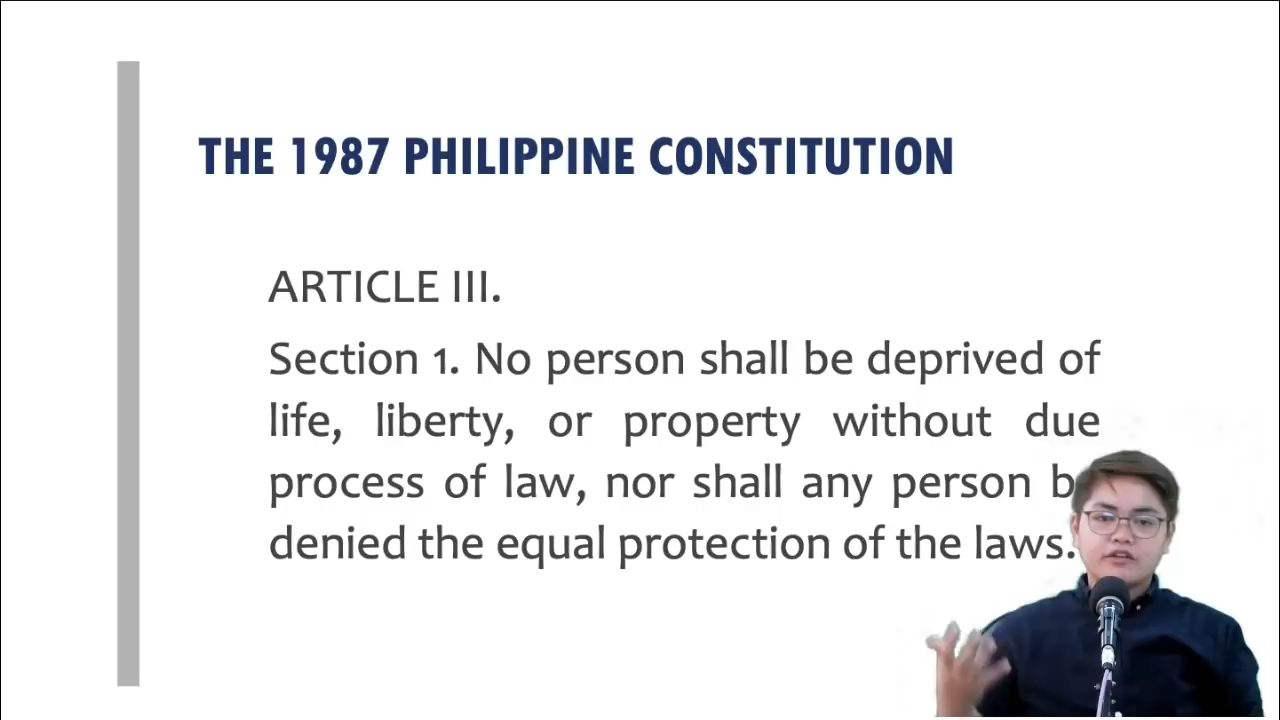 THE 1987 PHILIPPINE CONSTITUTION
ARTICLE III.
Section 1. No person shall be deprived of
life, liberty, or property without due
process of law, nor shall any person
denied the equal protection of the laws.